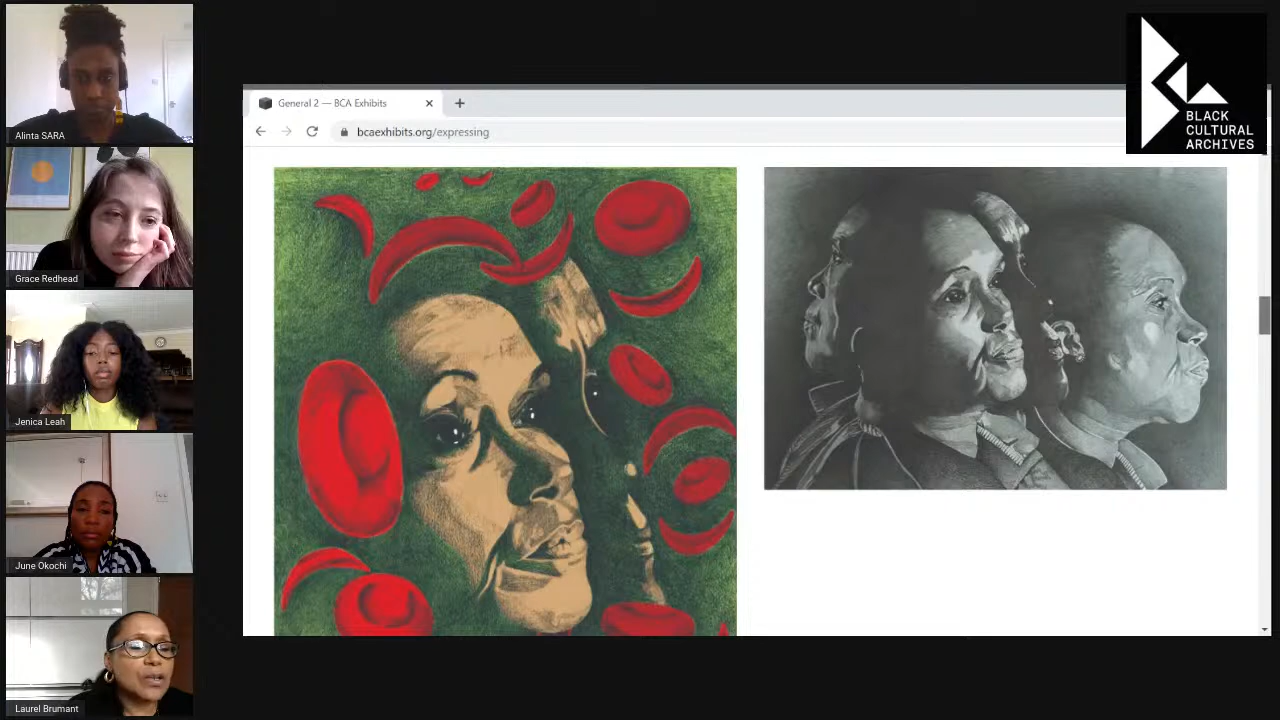 Alinta SARA
Grace Redhead
Jenica Leah
June Okochi
Laurel Brumant
General 2 — BCA Exhibits
bcaexhibits.org/expressing
BLACK
CULTURAL
ARCHIVES